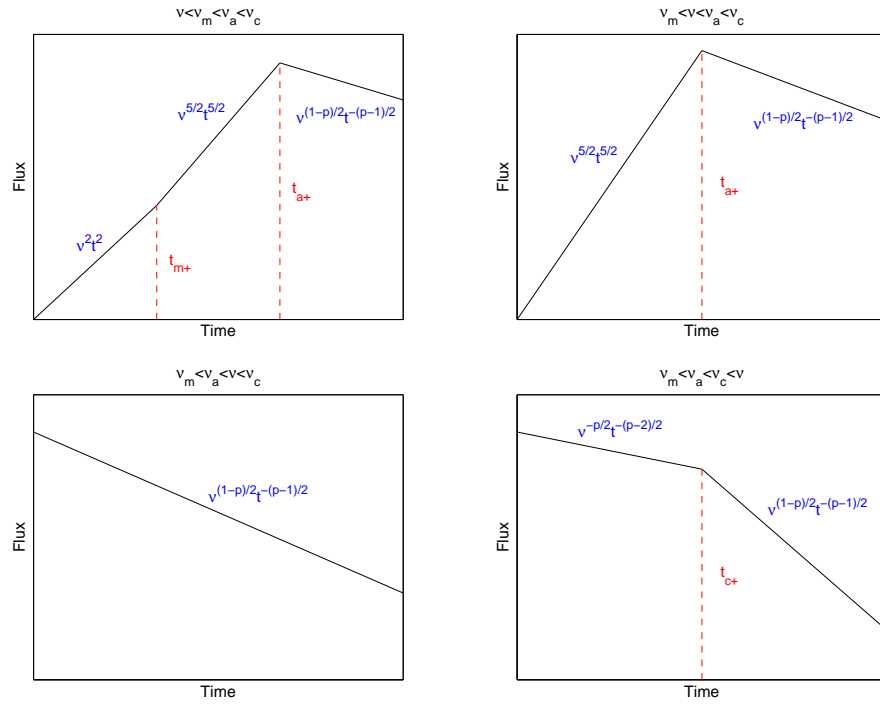 ν<ν_m<ν_a<ν_c
Flux
ν^2t^2
ν^{5/2}t^{5/2}
ν^{(1−p)/2}t^{−(p−1)/2}
t_{m+}
t_{a+}
Time
ν_m<ν<ν_a<ν_c
Flux
ν^{5/2}t^{5/2}
ν^{(1−p)/2}t^{−(p−1)/2}
t_{a+}
Time
ν_m<ν_a<ν<ν_c
Flux
ν^{(1−p)/2}t^{−(p−1)/2}
Time
ν_m<ν_a<ν_c<ν
Flux
ν^{−p/2}t^{−(p−2)/2}
ν^{(1−p)/2}t^{−(p−1)/2}
t_{c+}
Time